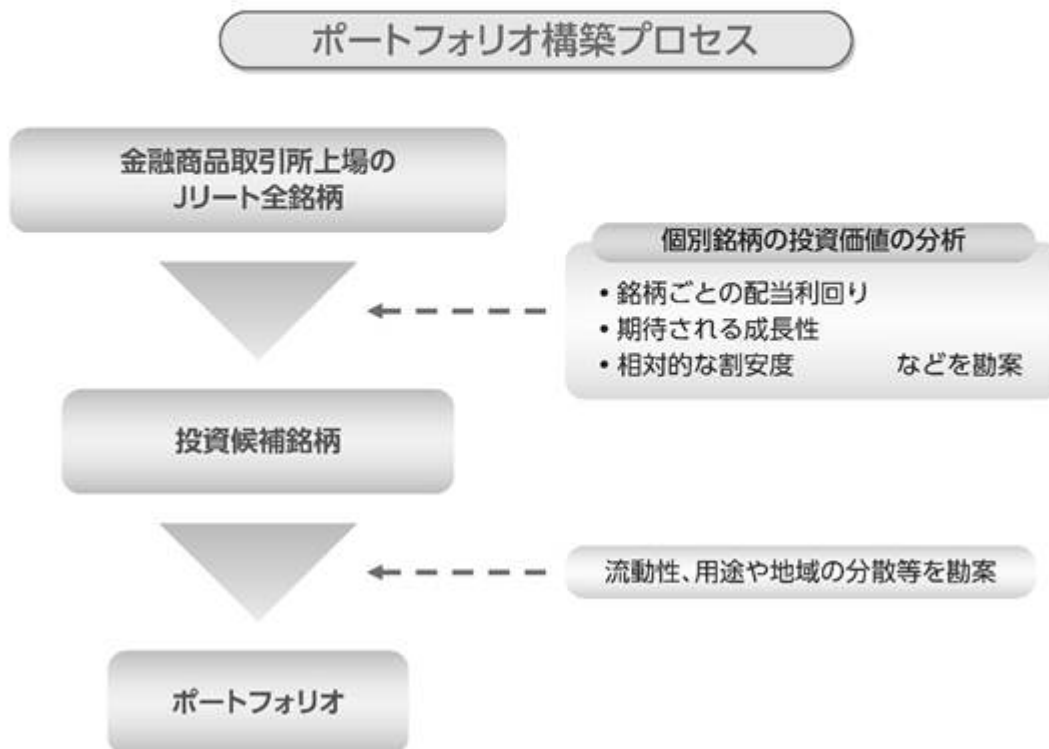 ポートフォリオ構築プロセス
金融商品取引所上場の
Jリート全銘柄
個別銘柄の投資価値の分析
• 銘柄ごとの配当利回り
• 期待される成長性
• 相対的な割安度 などを勘案
投資候補銘柄
流動性、用途や地域の分散等を勘案
ポートフォリオ